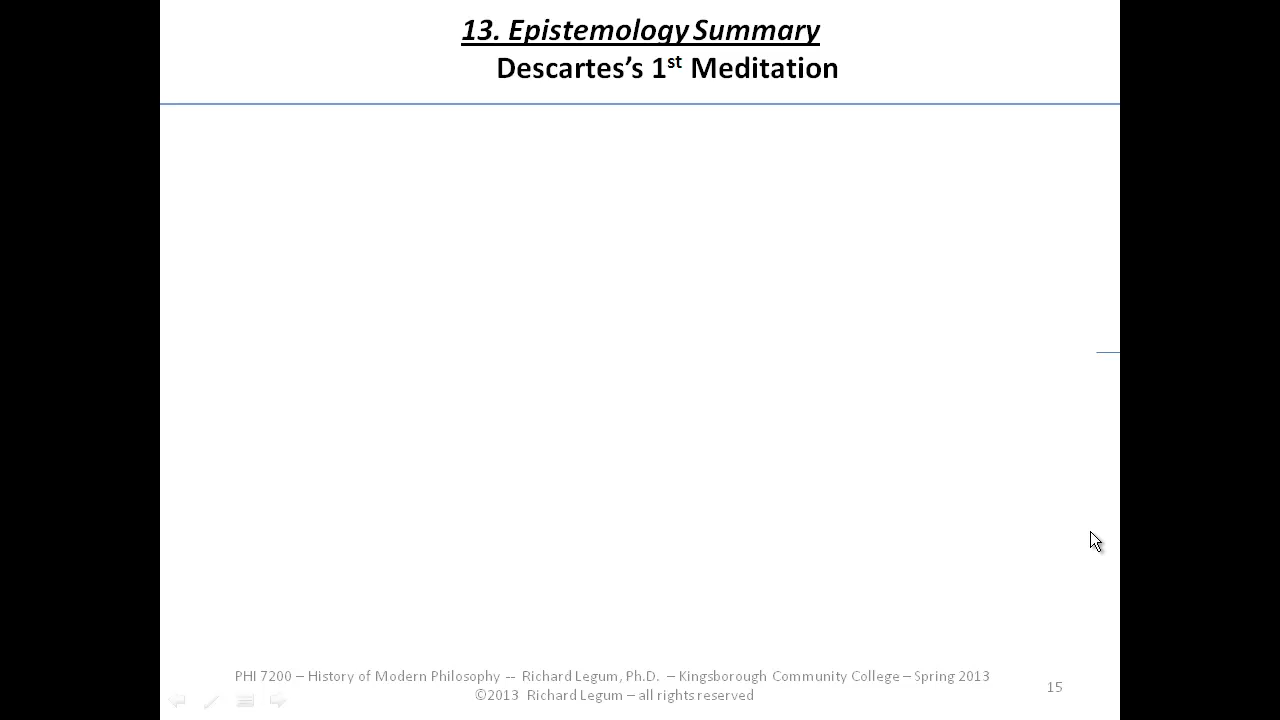 13. Epistemology Summary
Descartes’s 1st Meditation
PHI 7200 – History of Modern Philosophy -- Richard Legum, Ph.D. – Kingsborough Community College – Spring 2013
©2013 Richard Legum – all rights reserved
15